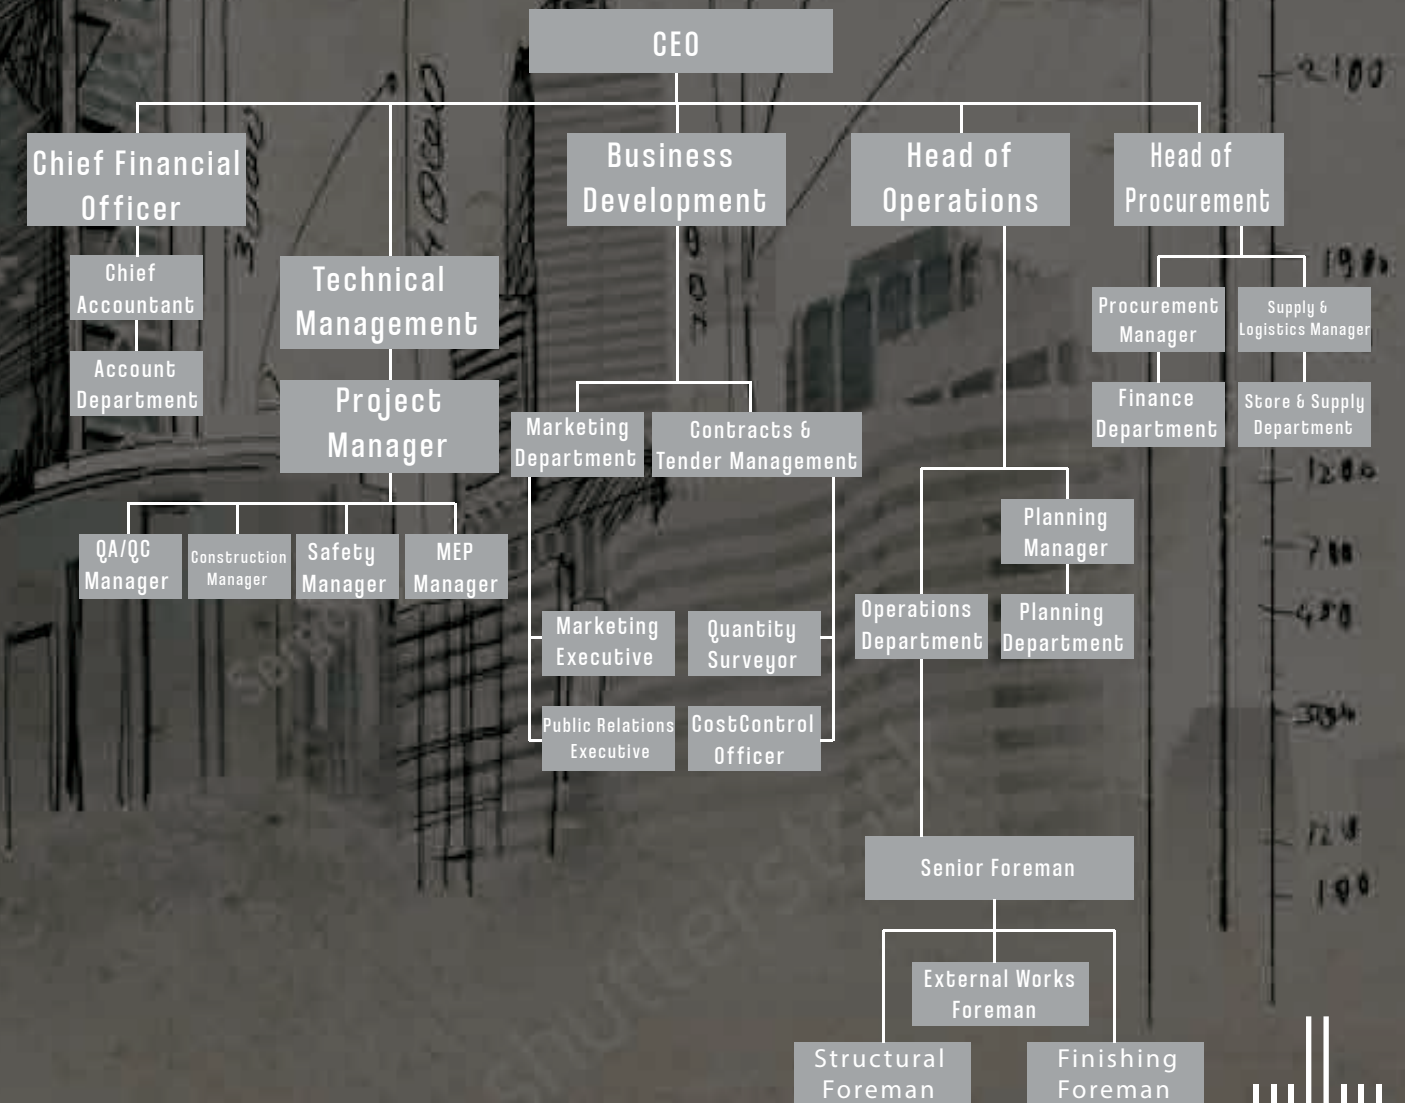 CEO
Chief Financial
Officer
Chief
Accountant
Account
Department
Technical
Management
Project
Manager
QA/QC
Manager
Construction
Manager
Safety
Manager
MEP
Manager
Business
Development
Marketing
Department
Contracts &
Tender Management
Marketing
Executive
Public Relations
Executive
Quantity
Surveyor
CostControl
Officer
Head of
Operations
Planning
Manager
Operations
Department
Planning
Department
Senior Foreman
External Works
Foreman
Structural
Foreman
Finishing
Foreman
Head of
Procurement
Procurement
Manager
Finance
Department
Supply &
Logistics Manager
Store & Supply
Department
2100
shutterstock